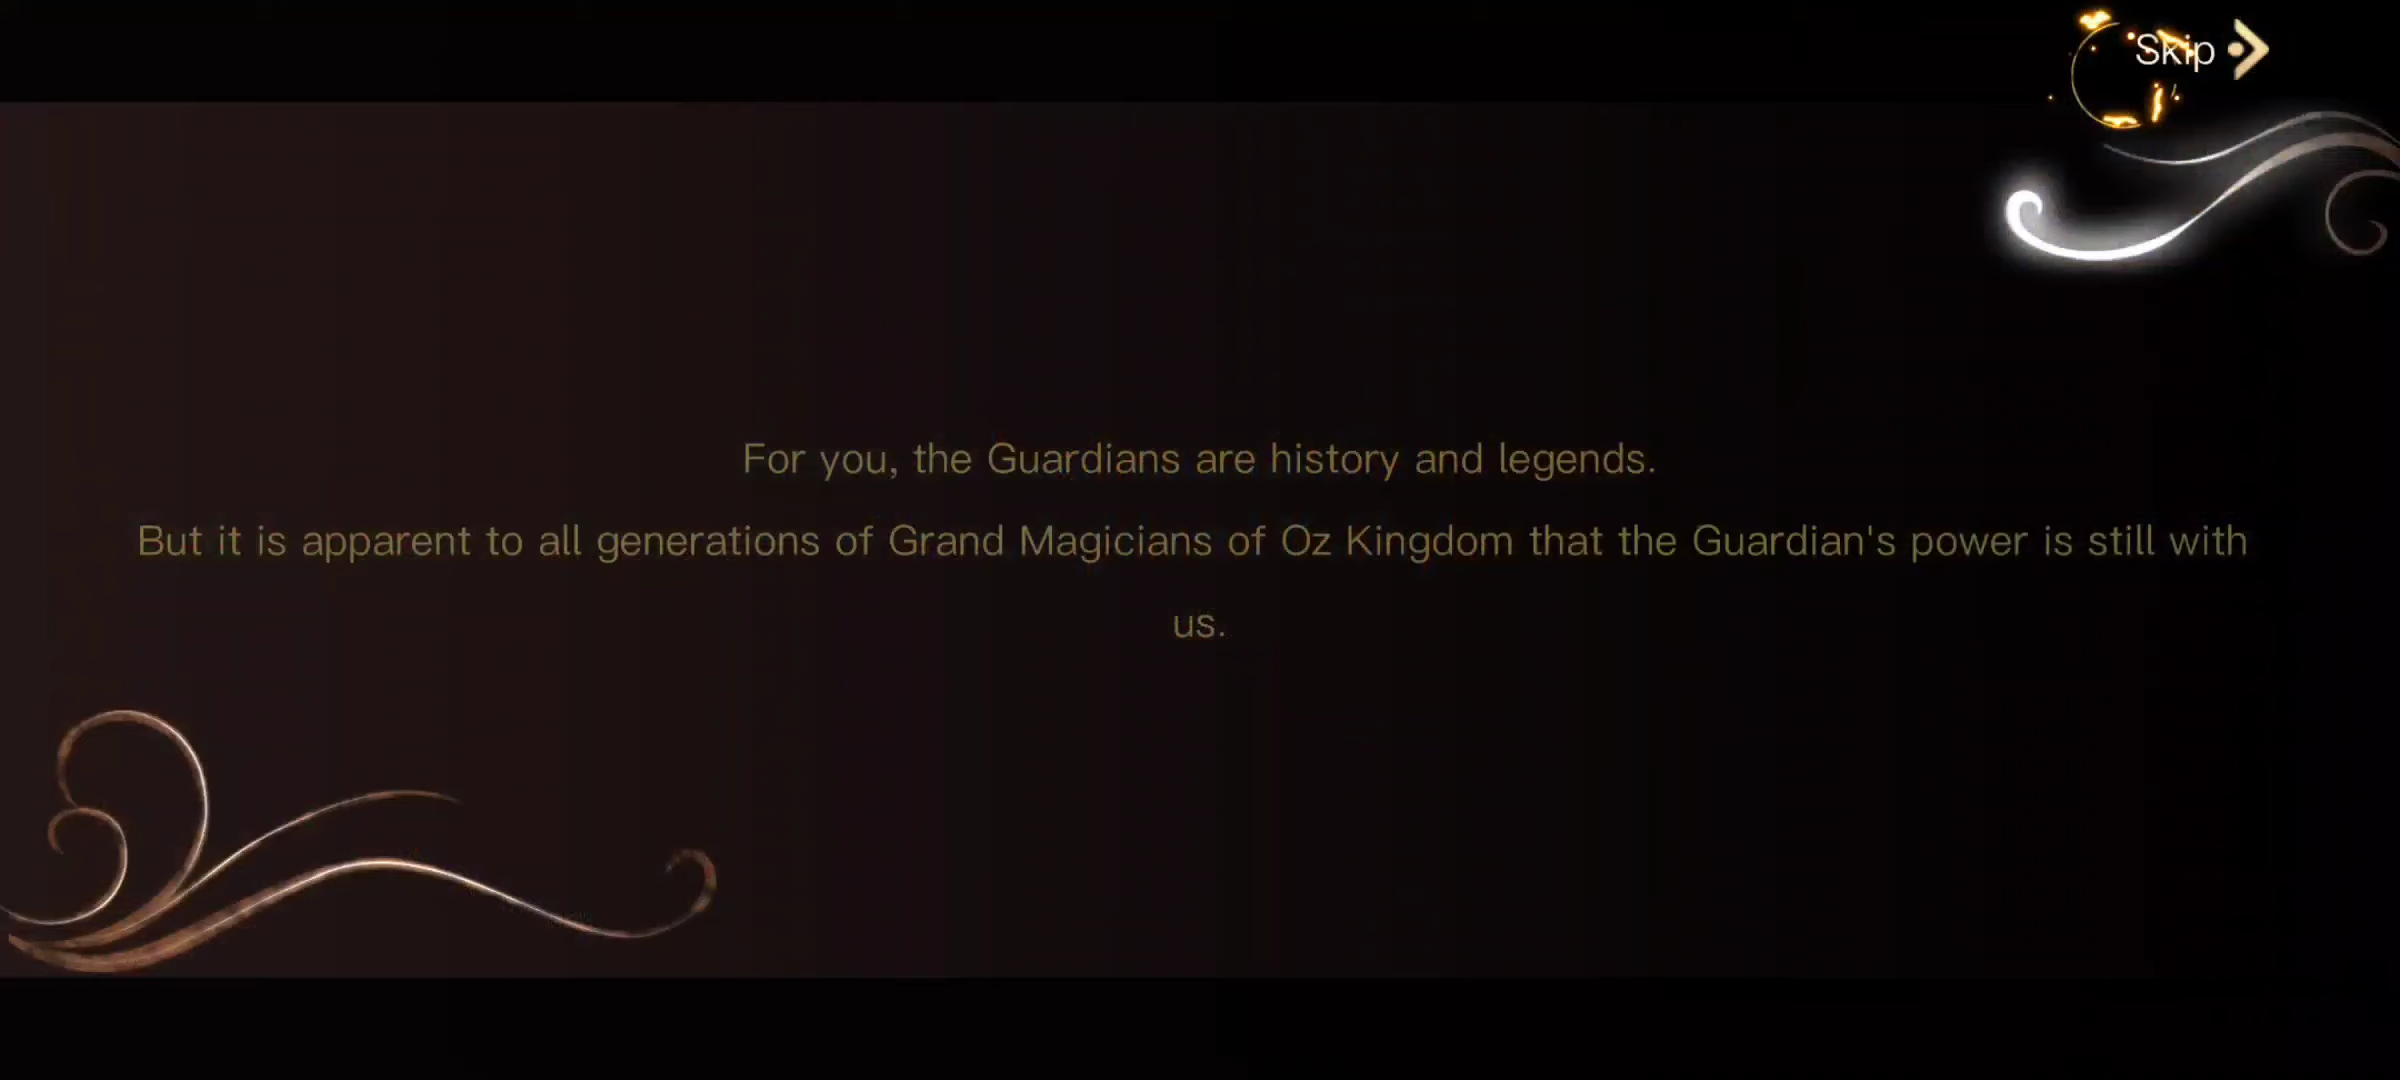 Skip
For you, the Guardians are history and legends.
But it is apparent to all generations of Grand Magicians of Oz Kingdom that the Guardian's power is still with
us.